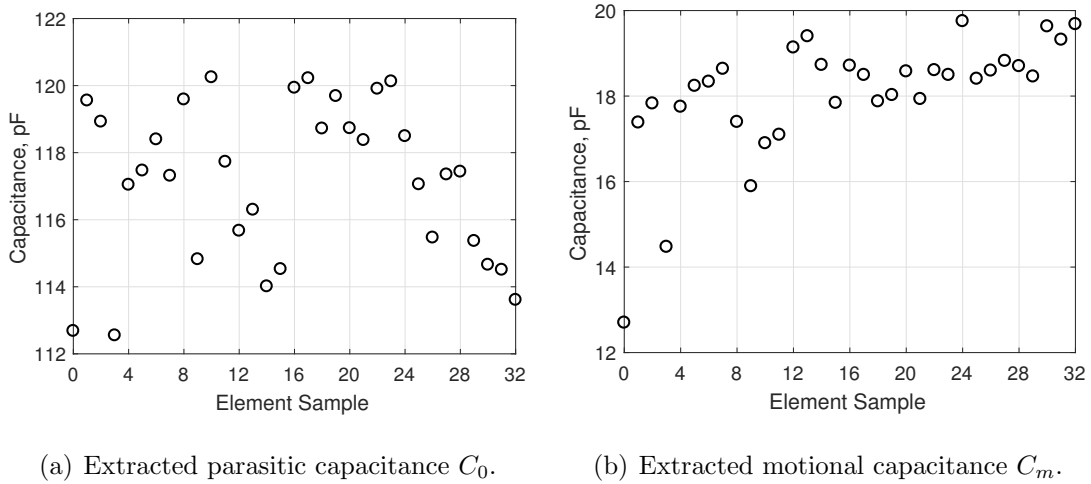 122
120
118
116
114
112
Capacitance, pF
0 4 8 12 16 20 24 28 32
Element Sample
(a) Extracted parasitic capacitance C₀.
20
18
16
14
12
Capacitance, pF
0 4 8 12 16 20 24 28 32
Element Sample
(b) Extracted motional capacitance Cₘ.